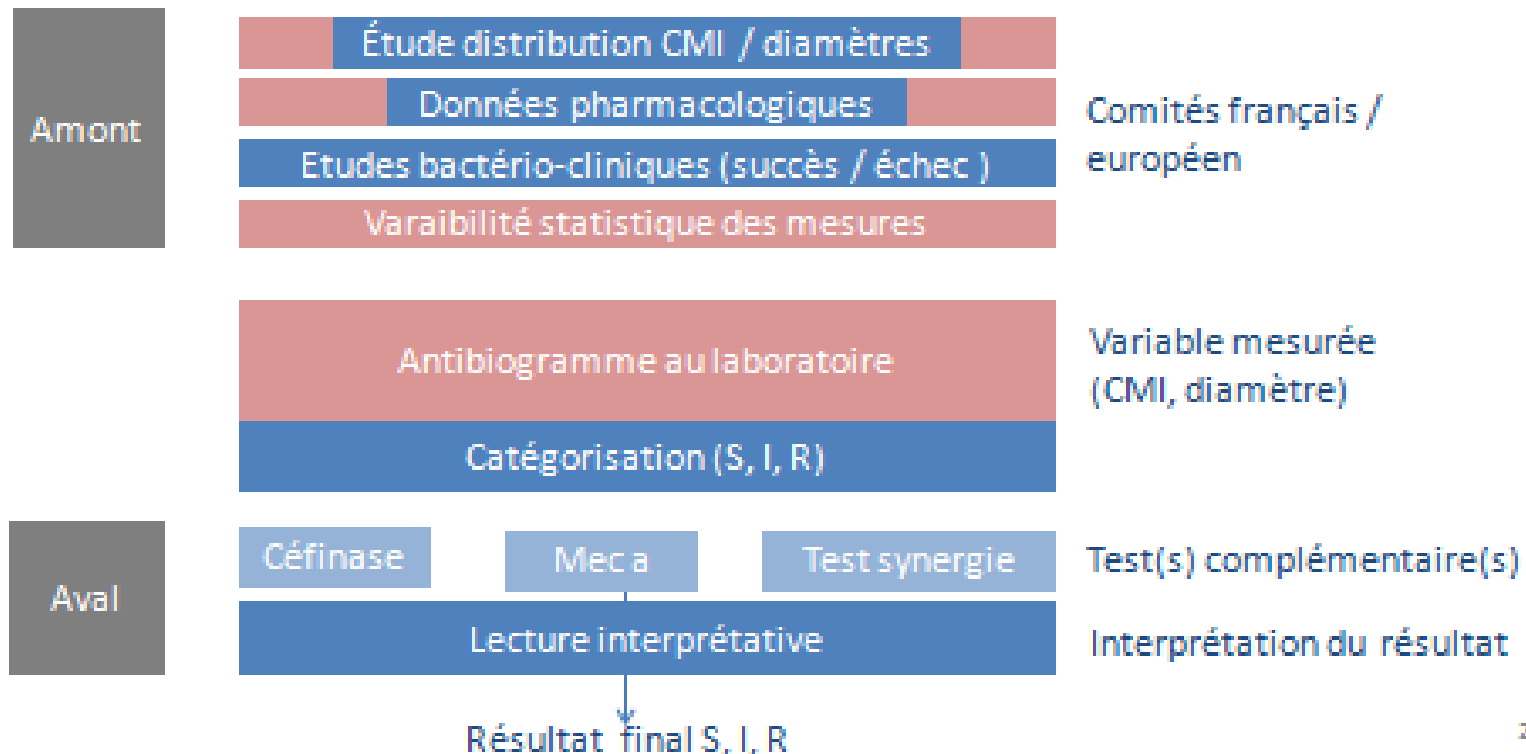 Amont
Étude distribution CMI / diamètres
Données pharmacologiques
Etudes bactério-cliniques (succès / échec )
Varaibilité statistique des mesures
Comités français /
européen
Antibiogramme au laboratoire
Catégorisation (S, I, R)
Variable mesurée
(CMI, diamètre)
Aval
Céfinase
Mec a
Test synergie
Test(s) complémentaire(s)
Lecture interprétative
Interprétation du résultat
Résultat final S, I, R